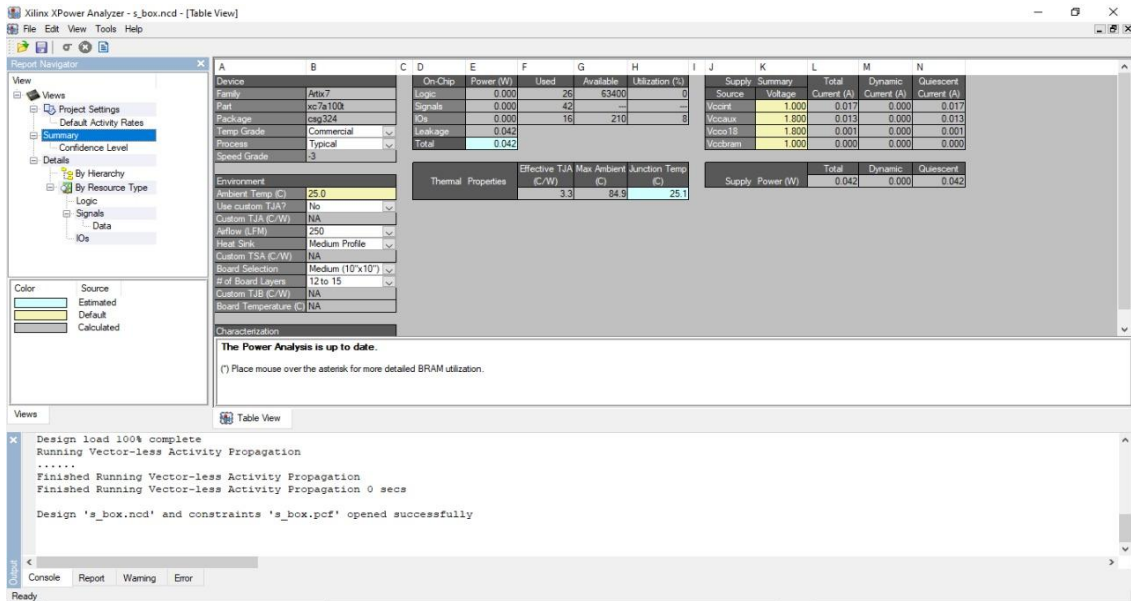 Xilinx XPower Analyzer - s_box.ncd - [Table View]
File Edit View Tools Help
Report Navigator
View
Views
Project Settings
Default Activity Rates
Summary
Confidence Level
Details
By Hierarchy
By Resource Type
Logic
Signals
Data
IOs
Color Source
Estimated
Default
Calculated
Views
A B C D E F G H I J K L M N
Device
Family Artix7
Part xc7a100t
Package csg324
Temp Grade Commercial
Process Typical
Speed Grade -3
Environment
Ambient Temp (C) 25.0
Use custom TJA? No
Custom TJA (C/W) NA
Airflow (LFM) 250
Heat Sink Medium Profile
Custom TSA (C/W) NA
Board Selection Medium (10"x10")
# of Board Layers 12 to 15
Custom TJB (C/W) NA
Board Temperature (C) NA
Characterization
On-Chip Power (W) Used Available Utilization (%)
Logic 0.000 26 63400 0
Signals 0.000 42 --- ---
IOs 0.000 16 210 8
Leakage 0.042
Total 0.042
Effective TJA Max Ambient Junction Temp
Thermal Properties (C/W) (C) (C)
3.3 84.9 25.1
Supply Summary Total Dynamic Quiescent
Source Voltage Current (A) Current (A) Current (A)
Vccint 1.000 0.017 0.000 0.017
Vccaux 1.800 0.013 0.000 0.013
Vcco18 1.800 0.001 0.000 0.001
Vccbram 1.000 0.000 0.000 0.000
Total Dynamic Quiescent
Supply Power (W) 0.042 0.000 0.042
The Power Analysis is up to date.
(*) Place mouse over the asterisk for more detailed BRAM utilization.
Table View
Design load 100% complete
Running Vector-less Activity Propagation
......
Finished Running Vector-less Activity Propagation
Finished Running Vector-less Activity Propagation 0 secs
Design 's_box.ncd' and constraints 's_box.pcf' opened successfully
Output
Console Report Warning Error
Ready